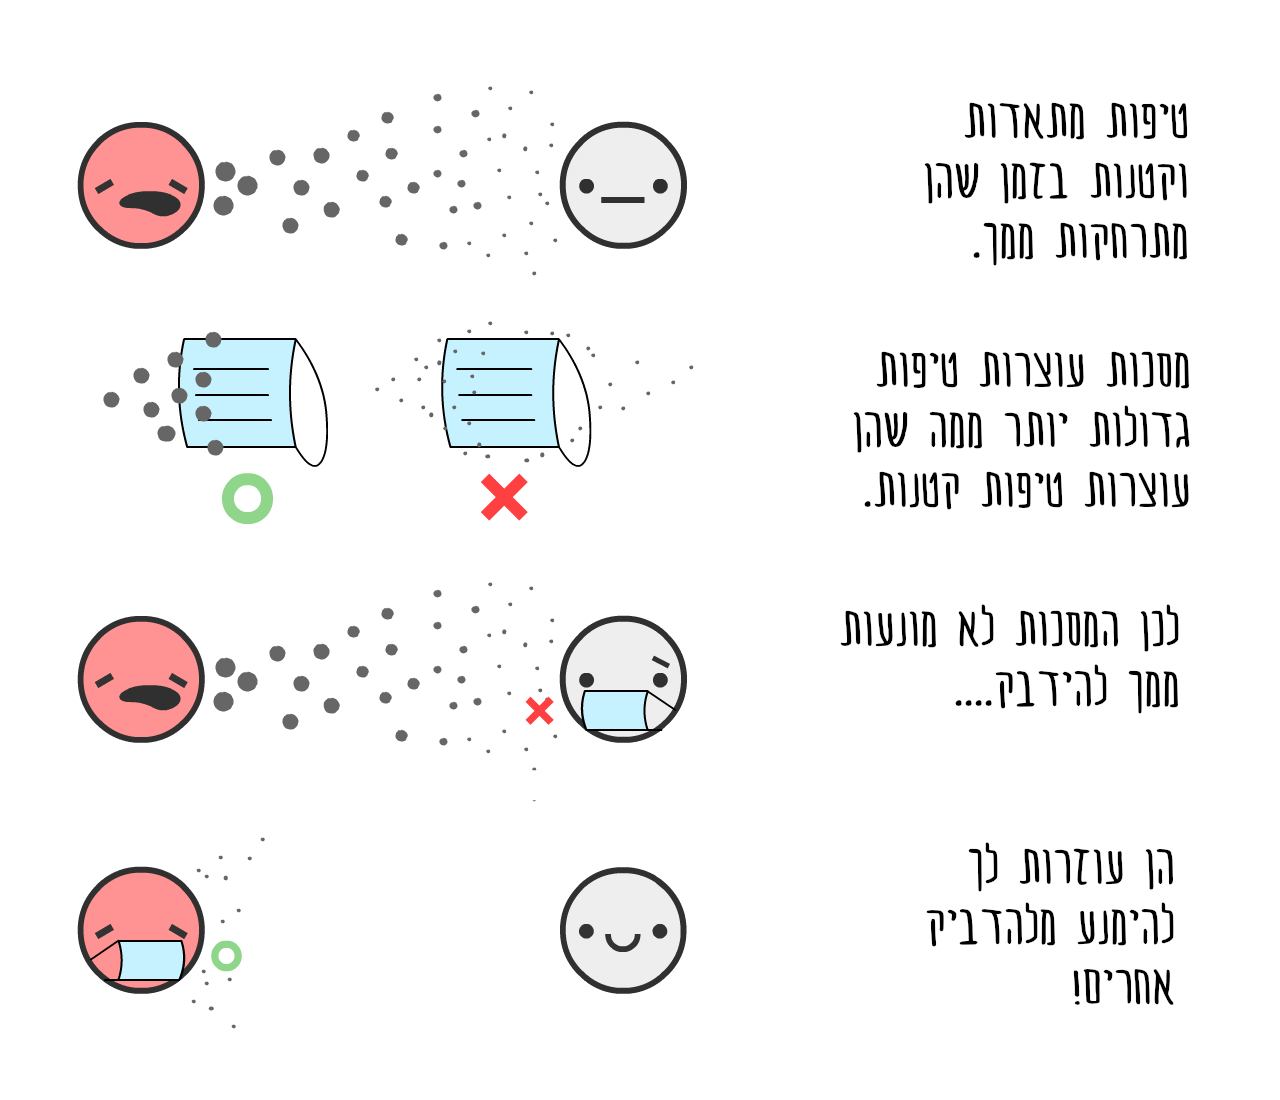 טיפות מתאדות
וקטנות בזמן שהן
מתרחקות ממך.
מסכות עוצרות טיפות
גדולות יותר ממה שהן
עוצרות טיפות קטנות.
לכן המסכות לא מונעות
ממך להידבק....
הן עוזרות לך
להימנע מלהדביק
אחרים!